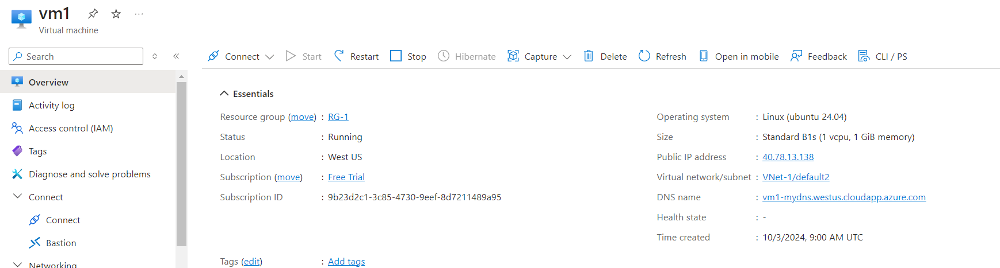 vm1
Virtual machine
Search
Connect Start Restart Stop Hibernate Capture Delete Refresh Open in mobile Feedback CLI / PS
Overview
Activity log
Access control (IAM)
Tags
Diagnose and solve problems
Connect
Connect
Bastion
Networking
Essentials
Resource group (move) : RG-1
Status : Running
Location : West US
Subscription (move) : Free Trial
Subscription ID : 9b23d2c1-3c85-4730-9eef-8d7211489a95
Operating system : Linux (ubuntu 24.04)
Size : Standard B1s (1 vcpu, 1 GiB memory)
Public IP address : 40.78.13.138
Virtual network/subnet : VNet-1/default2
DNS name : vm1-mydns.westus.cloudapp.azure.com
Health state : -
Time created : 10/3/2024, 9:00 AM UTC
Tags (edit) : Add tags